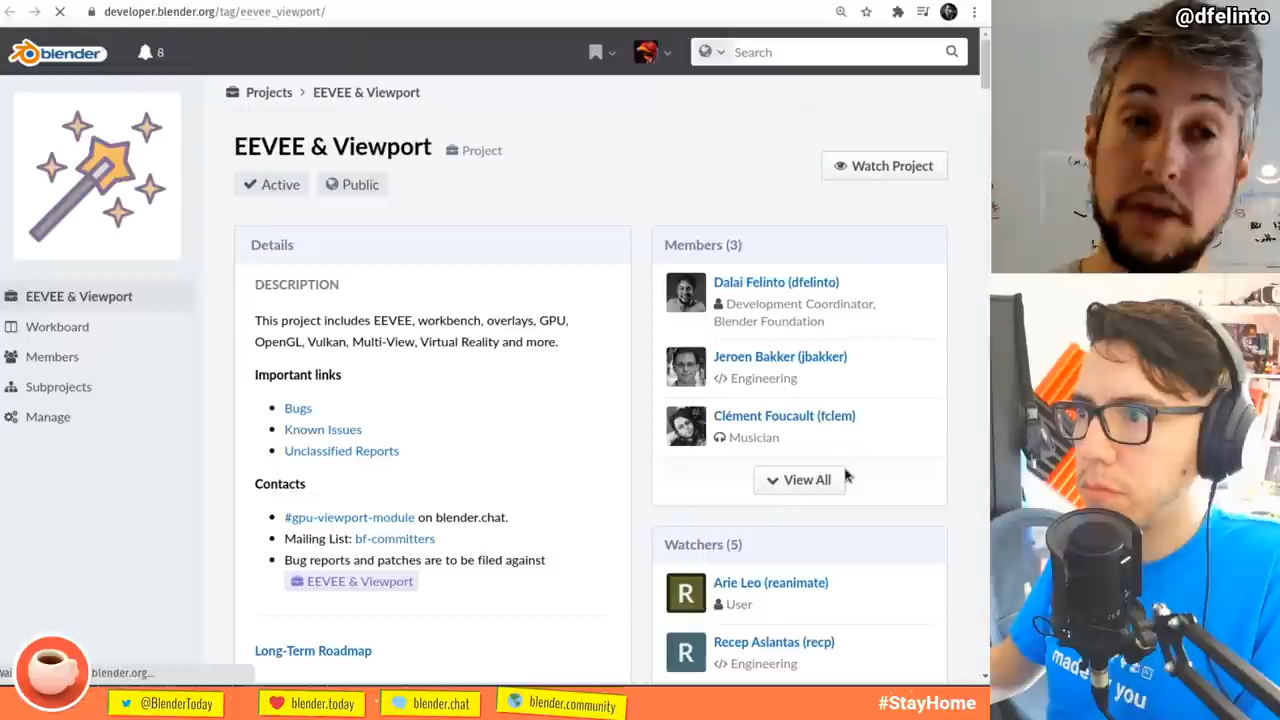 developer.blender.org/tag/eevee_viewport/
@dfelinto
blender
8
Search
Projects > EEVEE & Viewport
EEVEE & Viewport Project
Active Public
Watch Project
EEVEE & Viewport
Workboard
Members
Subprojects
Manage
Details
DESCRIPTION
This project includes EEVEE, workbench, overlays, GPU,
OpenGL, Vulkan, Multi-View, Virtual Reality and more.
Important links
Bugs
Known Issues
Unclassified Reports
Contacts
#gpu-viewport-module on blender.chat.
Mailing List: bf-committers
Bug reports and patches are to be filed against
EEVEE & Viewport
Long-Term Roadmap
Members (3)
Dalai Felinto (dfelinto)
Development Coordinator,
Blender Foundation
Jeroen Bakker (jbakker)
Engineering
Clément Foucault (fclem)
Musician
View All
Watchers (5)
R
Arie Leo (reanimate)
User
R
Recep Aslantas (recp)
Engineering
blender.org...
@BlenderToday
blender.today
blender.chat
blender.community
#StayHome